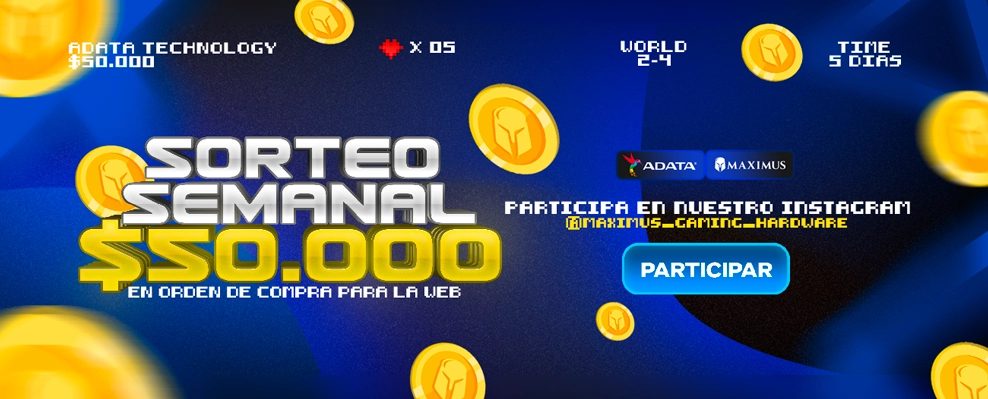 ADATA TECHNOLOGY
$50.000
X 05
WORLD
2-4
TIME
5 DIAS
SORTEO
SEMANAL
$50.000
EN ORDEN DE COMPRA PARA LA WEB
ADATA MAXIMUS
PARTICIPA EN NUESTRO INSTAGRAM
@MAXIMUS_GAMING_HARDWARE
PARTICIPAR